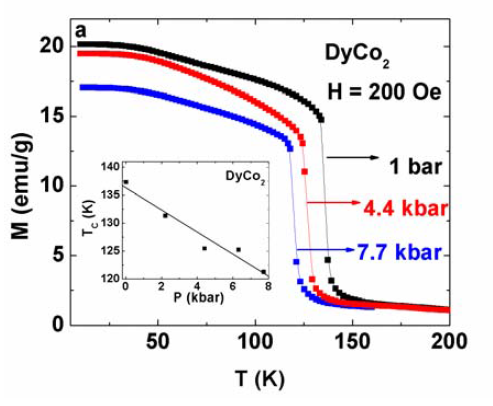 a
DyCo2
H = 200 Oe
1 bar
4.4 kbar
7.7 kbar
M (emu/g)
20
15
10
5
0
50
100
150
200
T (K)
DyCo2
TC (K)
140
135
130
125
120
0
2
4
6
8
P (kbar)